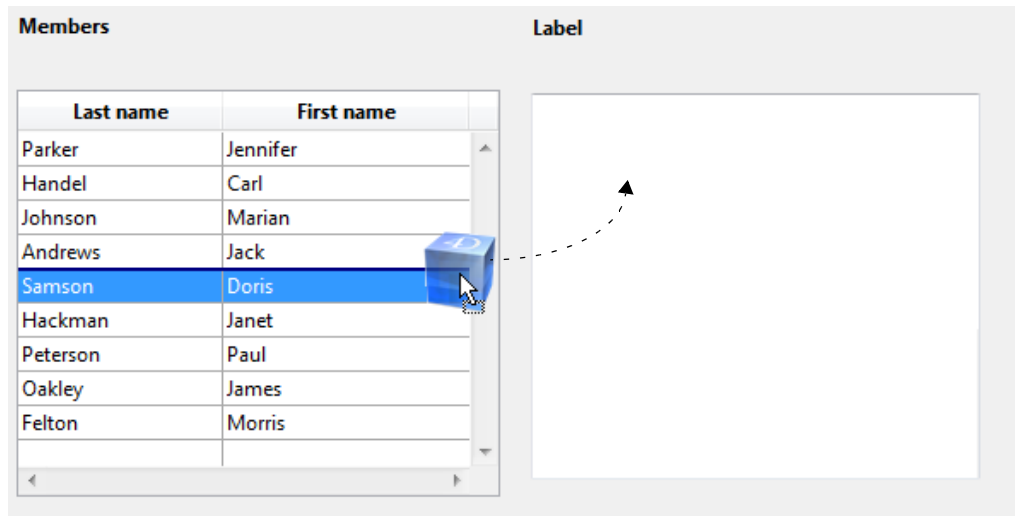 Members Label
Last name First name
Parker Jennifer
Handel Carl
Johnson Marian
Andrews Jack
4D
Samson Doris
Hackman Janet
Peterson Paul
Oakley James
Felton Morris